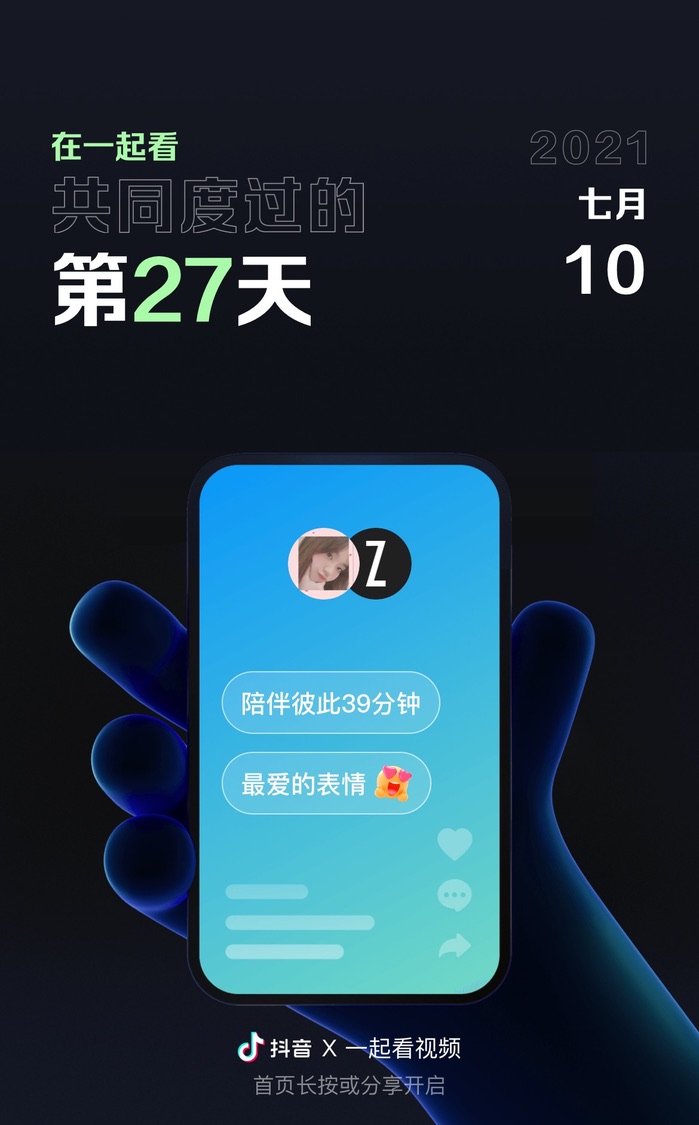 在一起看
共同度过的
第27天
2021
七月
10
Z
陪伴彼此39分钟
最爱的表情
抖音 X 一起看视频
首页长按或分享开启